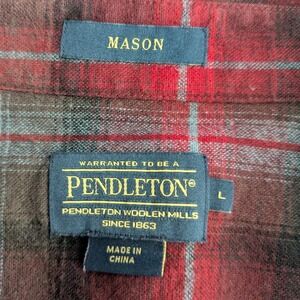 MASON
WARRANTED TO BE A
PENDLETON®
PENDLETON WOOLEN MILLS
SINCE 1863
L
MADE IN
CHINA